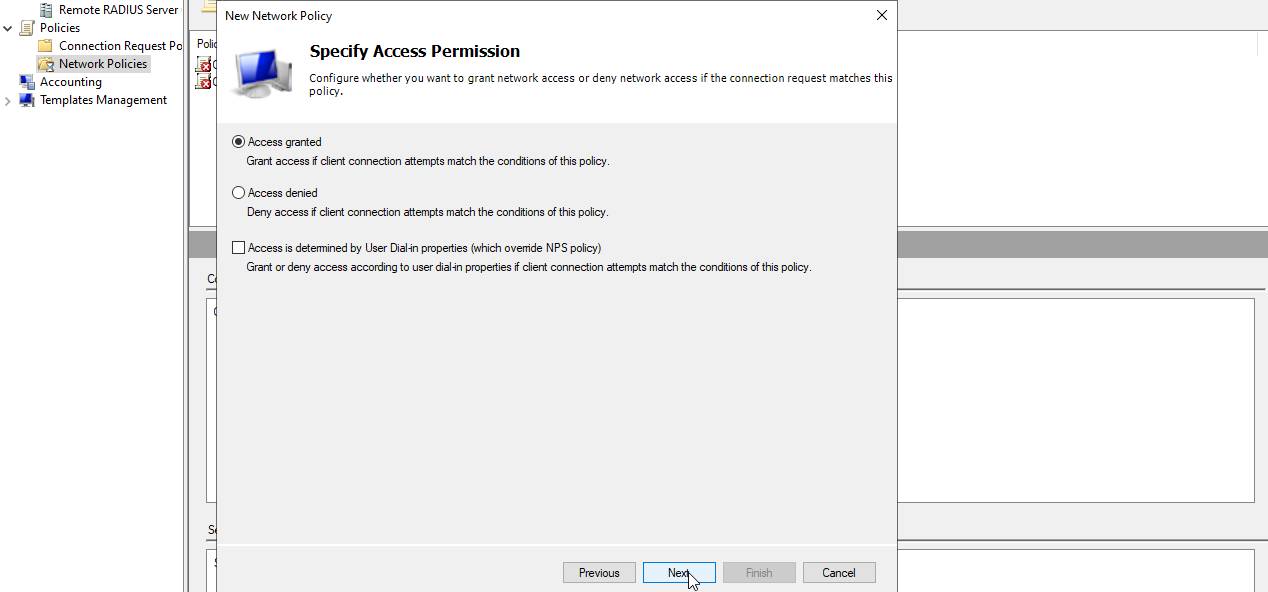 Remote RADIUS Server
Policies
Connection Request Po
Network Policies
Accounting
Templates Management
Polic
New Network Policy
Specify Access Permission
Configure whether you want to grant network access or deny network access if the connection request matches this
policy.
Access granted
Grant access if client connection attempts match the conditions of this policy.
Access denied
Deny access if client connection attempts match the conditions of this policy.
Access is determined by User Dial-in properties (which override NPS policy)
Grant or deny access according to user dial-in properties if client connection attempts match the conditions of this policy.
Previous
Next
Finish
Cancel